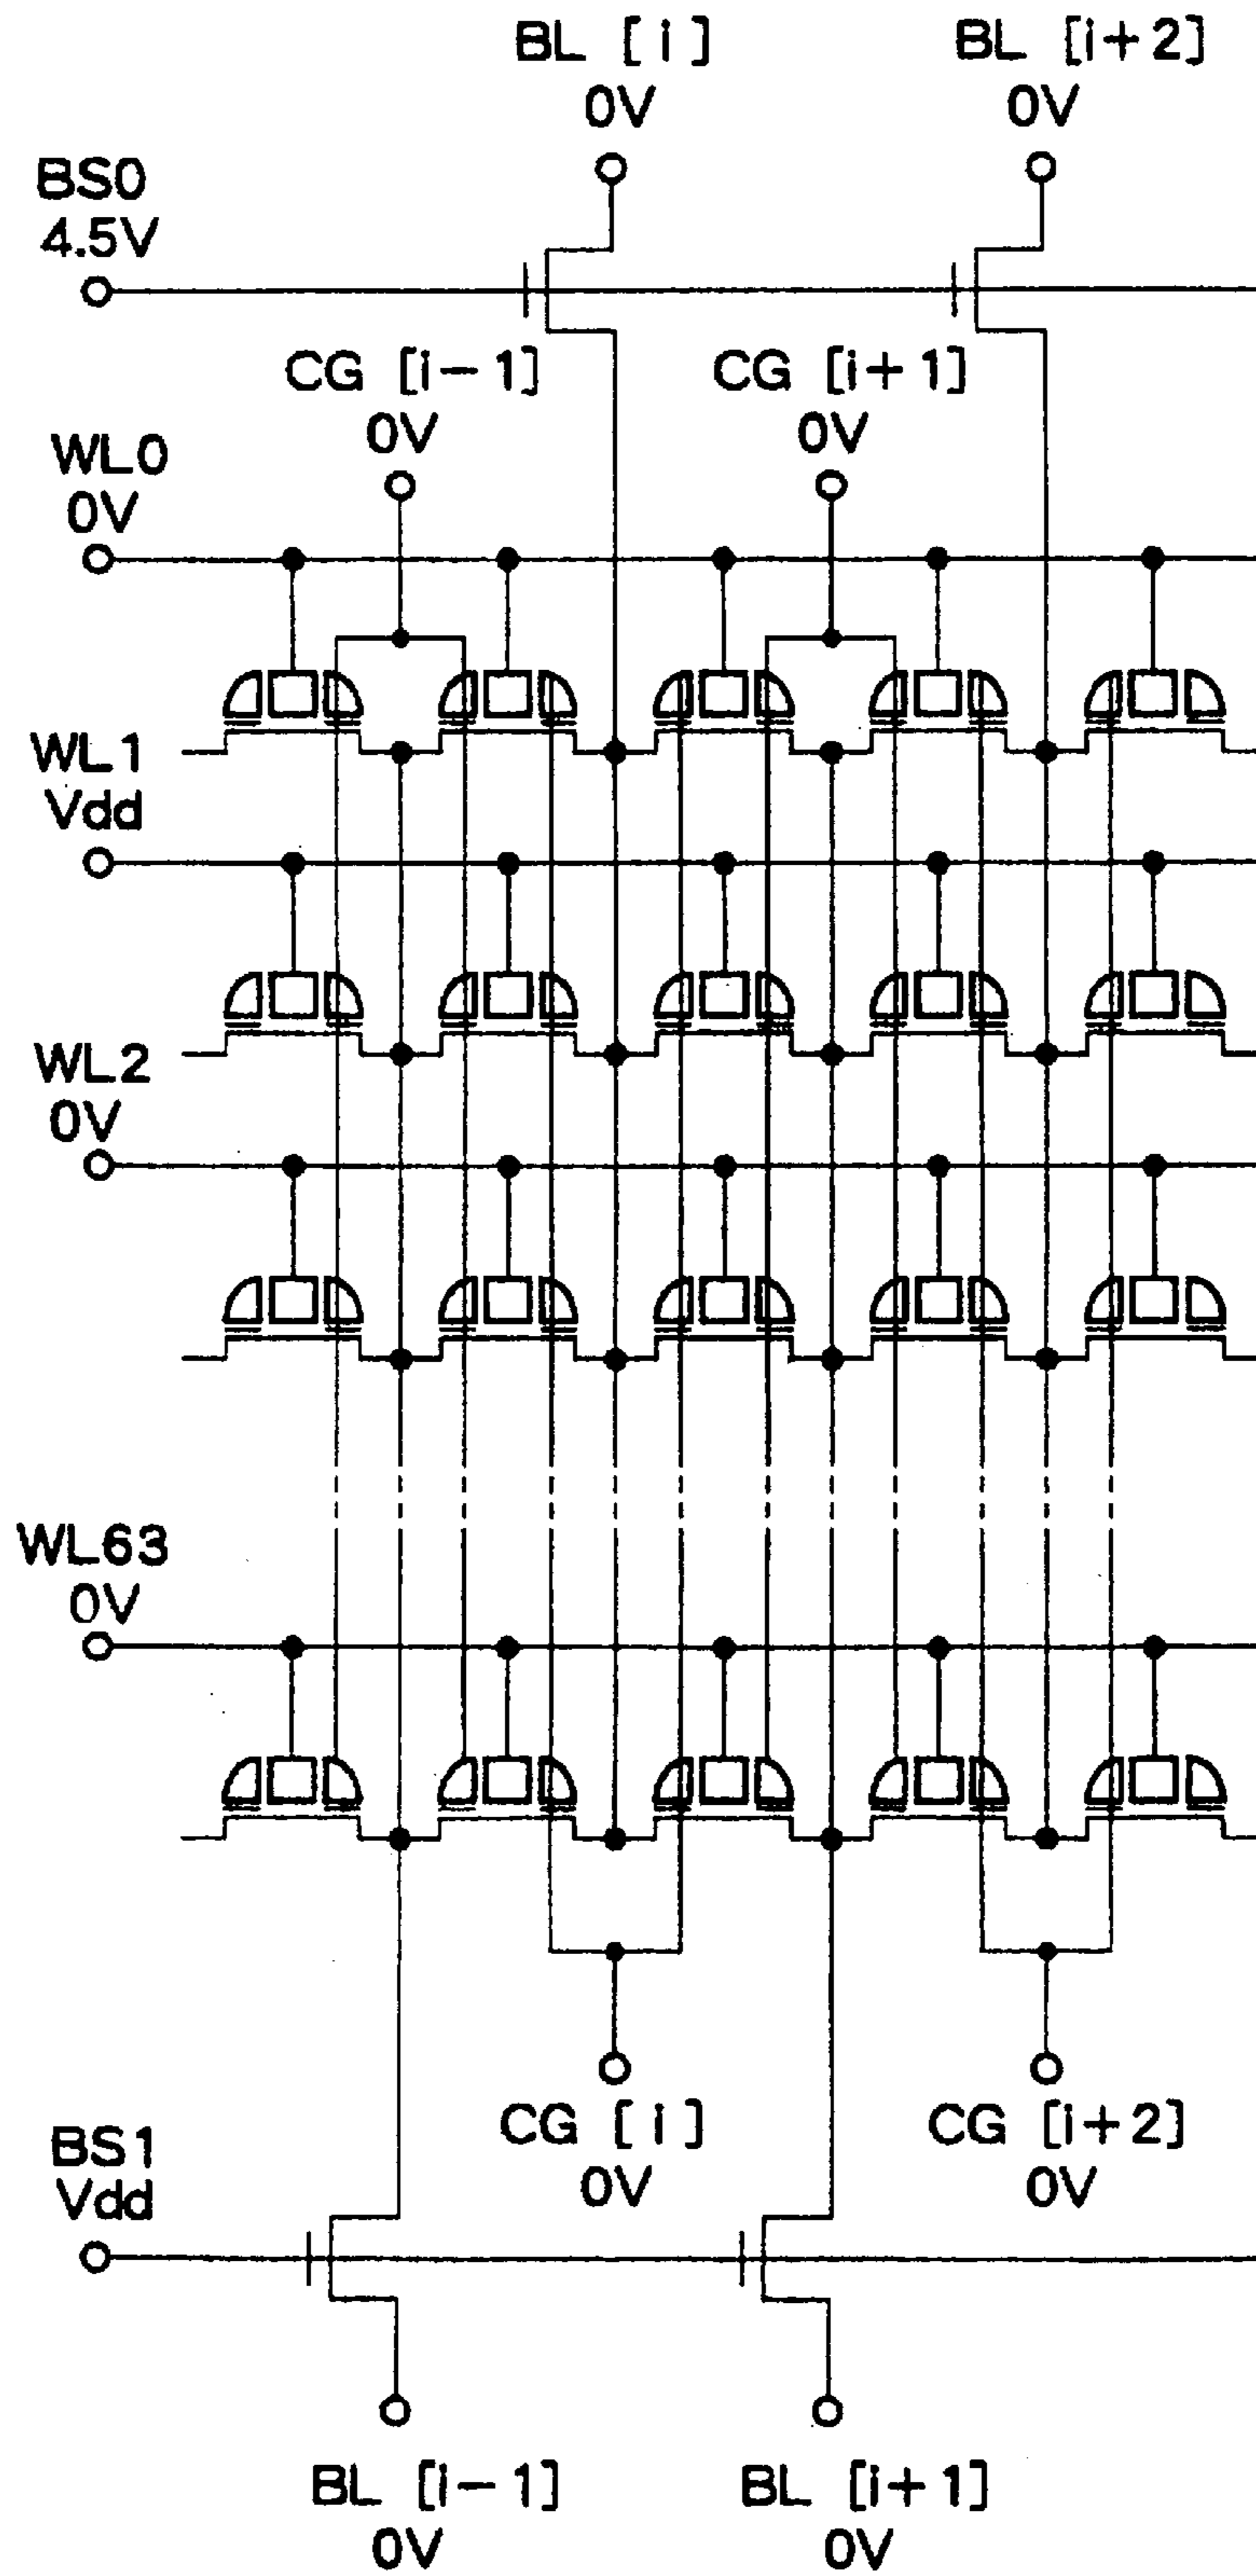 BL [i]
0V
BL [i+2]
0V
BS0
4.5V
CG [i-1]
0V
CG [i+1]
0V
WL0
0V
WL1
Vdd
WL2
0V
WL63
0V
CG [i]
0V
CG [i+2]
0V
BS1
Vdd
BL [i-1]
0V
BL [i+1]
0V